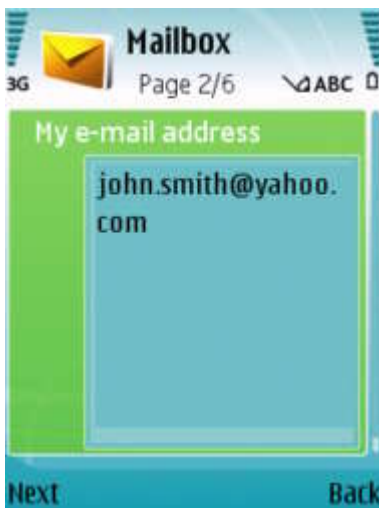 Mailbox
3G Page 2/6 ABC
My e-mail address
john.smith@yahoo.
com
Next Back